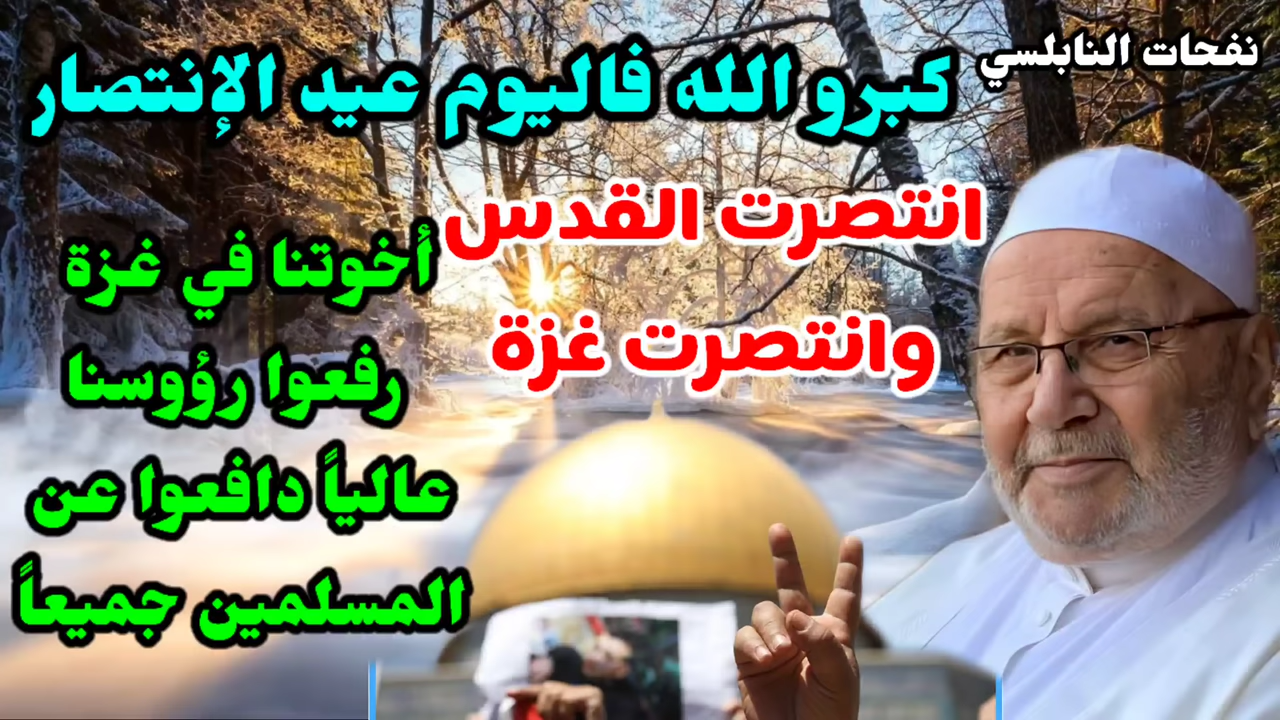 نفحات النابلسي
كبرو الله فاليوم عيد الإنتصار
انتصرت القدس
وانتصرت غزة
أخوتنا في غزة
رفعوا رؤوسنا
عالياً دافعوا عن
المسلمين جميعاً